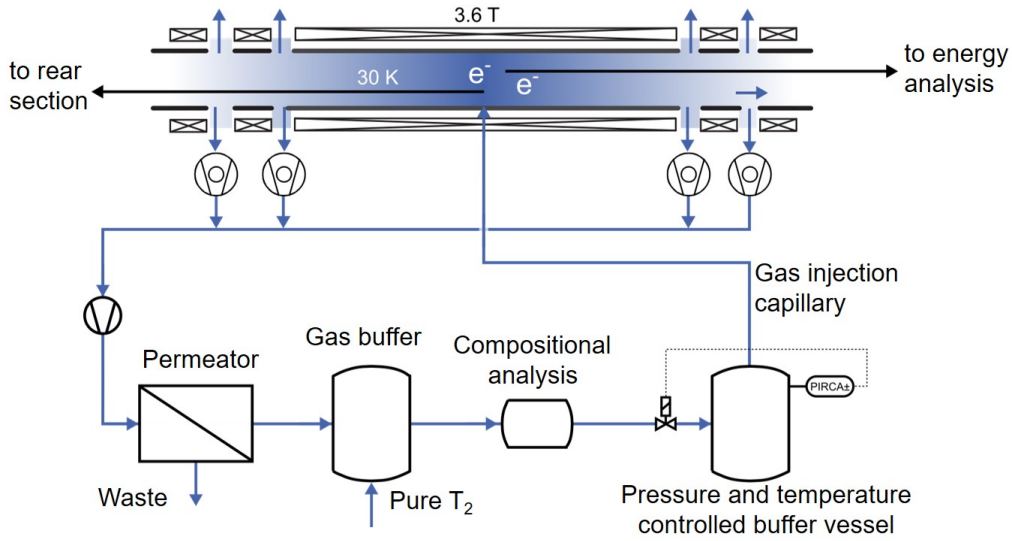 3.6 T
to rear
section
30 K
e-
e-
to energy
analysis
Gas injection
capillary
Permeator
Gas buffer
Compositional
analysis
PIRCA±
Waste
Pure T2
Pressure and temperature
controlled buffer vessel